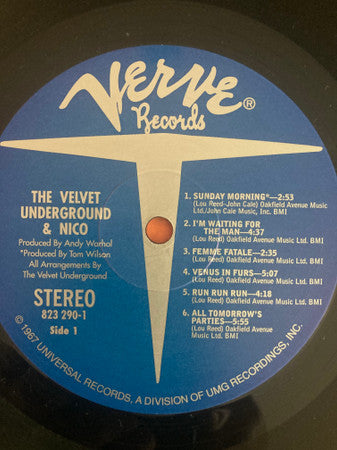 VERVE®
Records
THE VELVET
UNDERGROUND
& NICO
Produced By Andy Warhol
*Produced By Tom Wilson
All Arrangements By
The Velvet Underground
STEREO
823 290-1
Side 1
1. SUNDAY MORNING*—2:53
(Lou Reed-John Cale) Oakfield Avenue Music
Ltd./John Cale Music, Inc. BMI
2. I'M WAITING FOR
THE MAN—4:37
(Lou Reed) Oakfield Avenue Music Ltd. BMI
3. FEMME FATALE—2:35
(Lou Reed) Oakfield Avenue Music Ltd. BMI
4. VENUS IN FURS—5:07
(Lou Reed) Oakfield Avenue Music Ltd. BMI
5. RUN RUN RUN—4:18
(Lou Reed) Oakfield Avenue Music Ltd. BMI
6. ALL TOMORROW'S
PARTIES—5:55
(Lou Reed) Oakfield Avenue Music
Ltd. BMI
©1967 UNIVERSAL RECORDS, A DIVISION OF UMG RECORDINGS, INC.